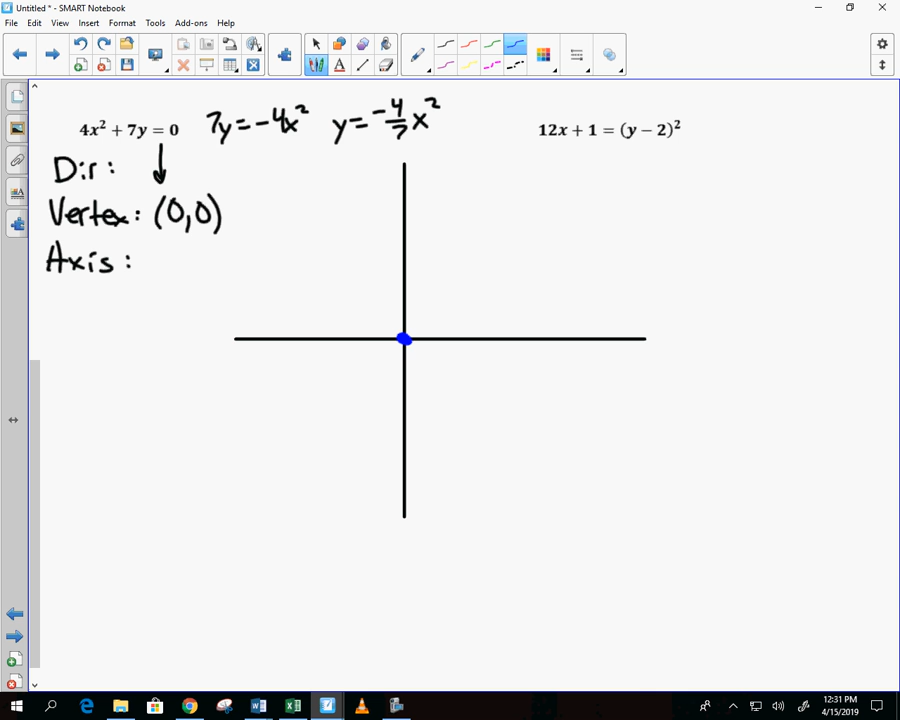 Untitled * - SMART Notebook
File Edit View Insert Format Tools Add-ons Help
4x² + 7y = 0
7y = -4x²
y = -4/7 x²
12x + 1 = (y − 2)²
Dir: ↓
Vertex: (0,0)
Axis:
12:31 PM
4/15/2019